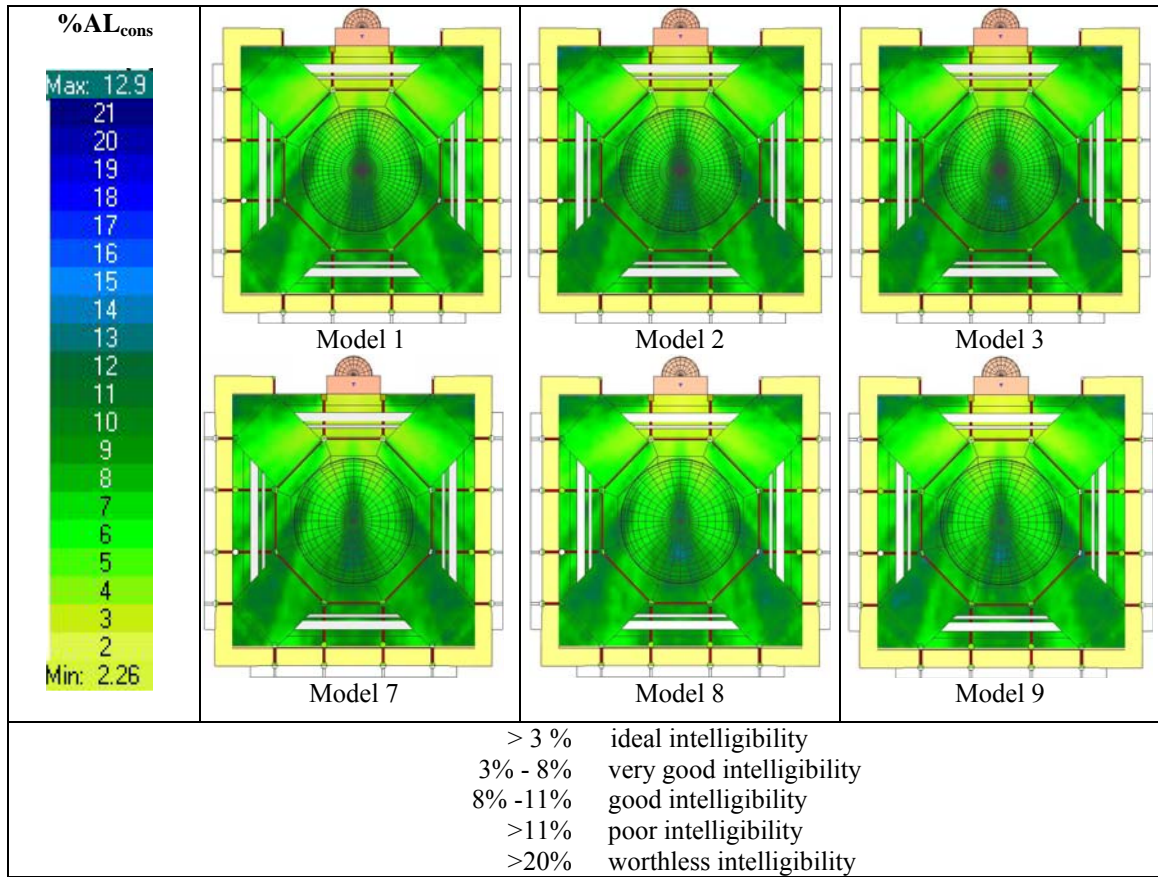 %ALcons
Max: 12.9
21
20
19
18
17
16
15
14
13
12
11
10
9
8
7
6
5
4
3
2
Min: 2.26
Model 1
Model 2
Model 3
Model 7
Model 8
Model 9
> 3 % ideal intelligibility
3% - 8% very good intelligibility
8% -11% good intelligibility
>11% poor intelligibility
>20% worthless intelligibility